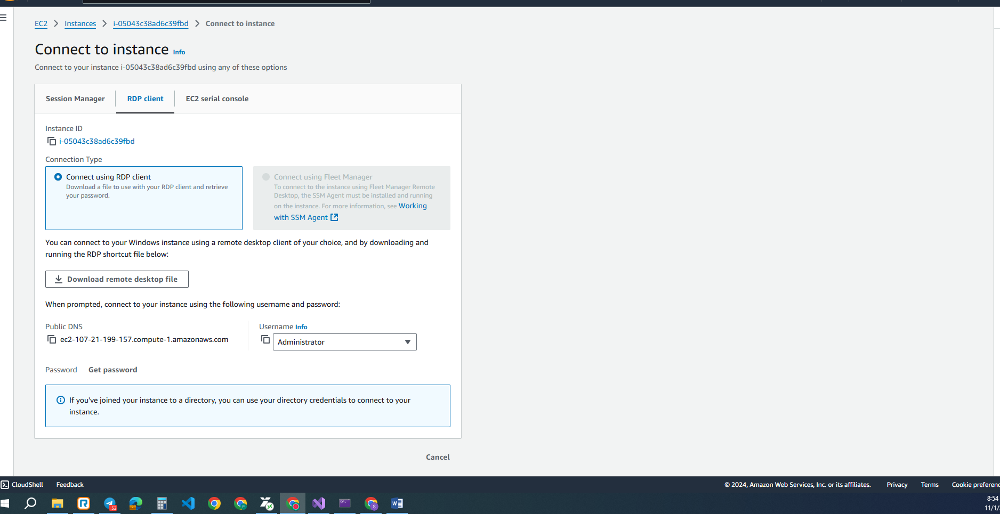 EC2 > Instances > i-05043c38ad6c39fbd > Connect to instance
Connect to instance Info
Connect to your instance i-05043c38ad6c39fbd using any of these options
Session Manager
RDP client
EC2 serial console
Instance ID
i-05043c38ad6c39fbd
Connection Type
Connect using RDP client
Download a file to use with your RDP client and retrieve
your password.
Connect using Fleet Manager
To connect to the instance using Fleet Manager Remote
Desktop, the SSM Agent must be installed and running
on the instance. For more information, see Working
with SSM Agent
You can connect to your Windows instance using a remote desktop client of your choice, and by downloading and
running the RDP shortcut file below:
Download remote desktop file
When prompted, connect to your instance using the following username and password:
Public DNS
ec2-107-21-199-157.compute-1.amazonaws.com
Username Info
Administrator
Password Get password
If you've joined your instance to a directory, you can use your directory credentials to connect to your
instance.
Cancel
CloudShell Feedback
© 2024, Amazon Web Services, Inc. or its affiliates. Privacy Terms Cookie preferenc
53
8:54
11/1/